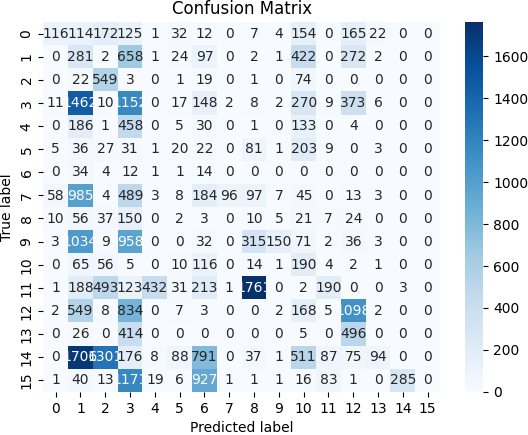 Confusion Matrix
0 116 114 172 125 1 32 12 0 7 4 154 0 165 22 0 0
1 0 281 2 658 1 24 97 0 2 1 422 0 272 2 0 0
2 0 22 549 3 0 1 19 0 1 0 74 0 0 0 0 0
3 11 1462 10 1152 0 17 148 2 8 2 270 9 373 6 0 0
4 0 186 1 458 0 5 30 0 1 0 133 0 4 0 0 0
5 5 36 27 31 1 20 22 0 81 1 203 9 0 3 0 0
6 0 34 4 12 1 1 14 0 0 0 0 0 0 0 0 0
7 58 985 4 489 3 8 184 96 97 7 45 0 13 3 0 0
8 10 56 37 150 0 2 3 0 10 5 21 7 24 0 0 0
9 3 1034 9 958 0 0 32 0 315 150 71 2 36 3 0 0
10 0 65 56 5 0 10 116 0 14 1 190 4 2 1 0 0
11 1 188 493 123 432 31 213 1 1761 0 2 190 0 0 3 0
12 2 549 8 834 0 7 3 0 0 2 168 5 1098 0 0 0
13 0 26 0 414 0 0 0 0 0 0 5 0 496 0 0 0
14 0 1706 1301 176 8 88 791 0 37 1 511 87 75 94 0 0
15 1 40 13 19 6 927 1 1 1 16 83 1 0 285 0
0 1 2 3 4 5 6 7 8 9 10 11 12 13 14 15
Predicted label
True label
1600
1400
1200
1000
800
600
400
200
0